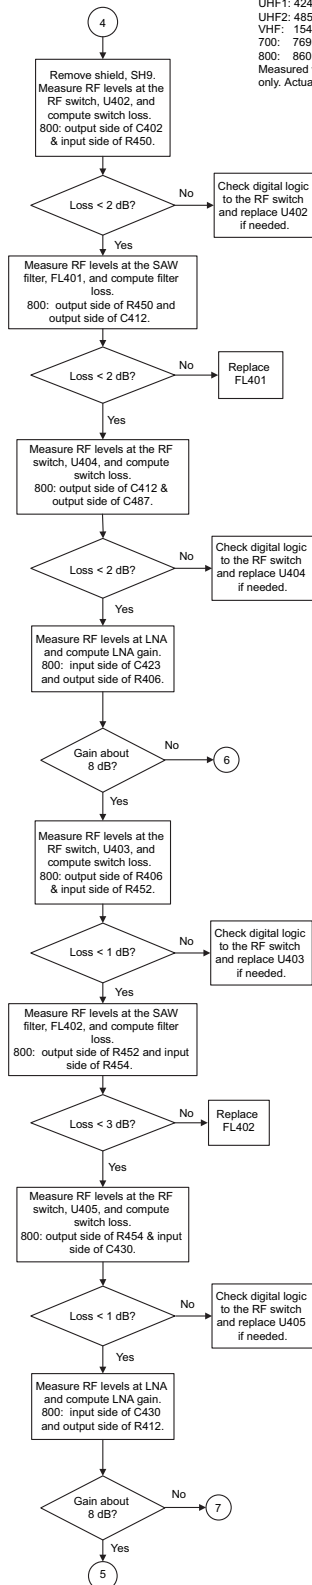 4
UHF1: 424
UHF2: 485
VHF: 154
700: 769
800: 860
Measured
only. Actua
Remove shield, SH9.
Measure RF levels at the
RF switch, U402, and
compute switch loss.
800: output side of C402
& input side of R450.
Loss < 2 dB?
No
Check digital logic
to the RF switch
and replace U402
if needed.
Yes
Measure RF levels at the SAW
filter, FL401, and compute filter
loss.
800: output side of R450 and
output side of C412.
Loss < 2 dB?
No
Replace
FL401
Yes
Measure RF levels at the RF
switch, U404, and compute
switch loss.
800: output side of C412 &
output side of C487.
Loss < 2 dB?
No
Check digital logic
to the RF switch
and replace U404
if needed.
Yes
Measure RF levels at LNA
and compute LNA gain.
800: input side of C423
and output side of R406.
Gain about
8 dB?
No
6
Yes
Measure RF levels at the
RF switch, U403, and
compute switch loss.
800: output side of R406
& input side of R452.
Loss < 1 dB?
No
Check digital logic
to the RF switch
and replace U403
if needed.
Yes
Measure RF levels at the SAW
filter, FL402, and compute filter
loss.
800: output side of R452 and input
side of R454.
Loss < 3 dB?
No
Replace
FL402
Yes
Measure RF levels at the RF
switch, U405, and compute
switch loss.
800: output side of R454 & input
side of C430.
Loss < 1 dB?
No
Check digital logic
to the RF switch
and replace U405
if needed.
Yes
Measure RF levels at LNA
and compute LNA gain.
800: input side of C430
and output side of R412.
Gain about
8 dB?
No
7
Yes
5